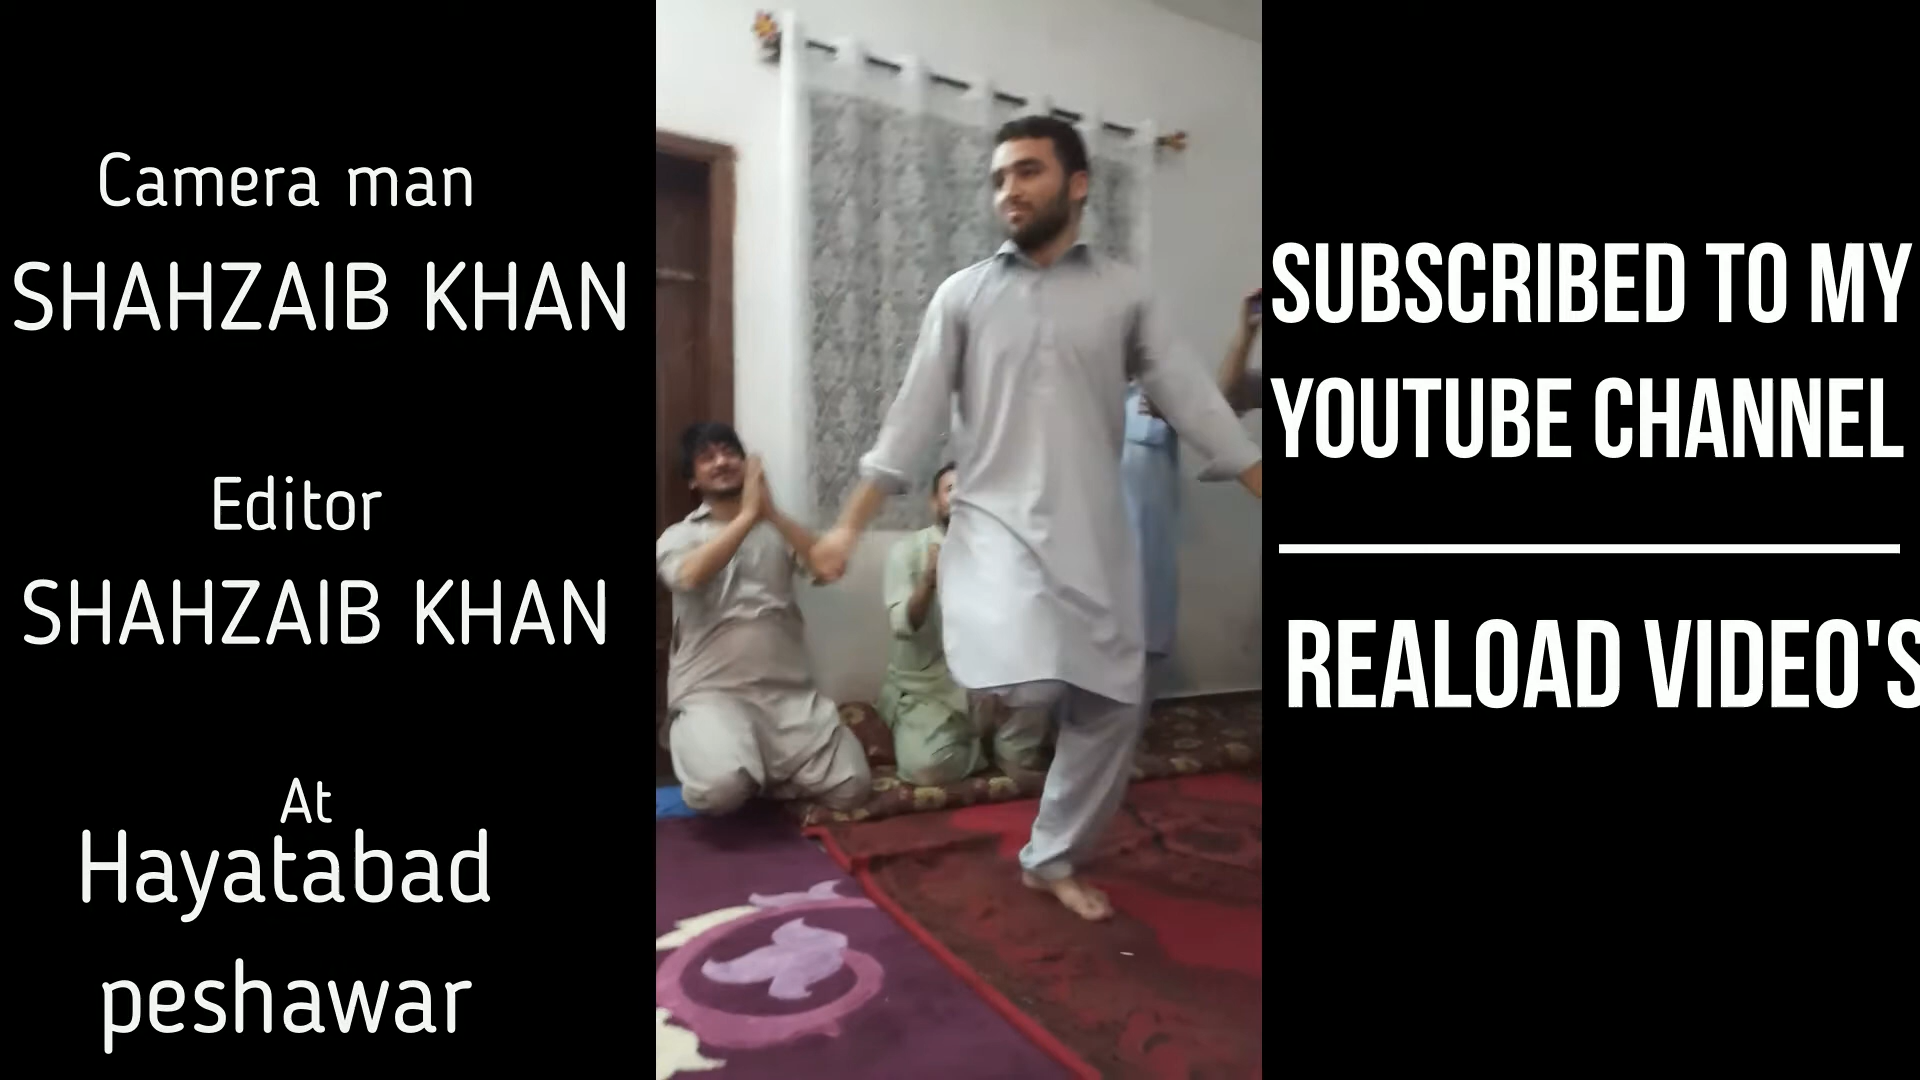 Camera man
SHAHZAIB KHAN
Editor
SHAHZAIB KHAN
At
Hayatabad
peshawar
SUBSCRIBED TO MY
YOUTUBE CHANNEL
REALOAD VIDEO'S